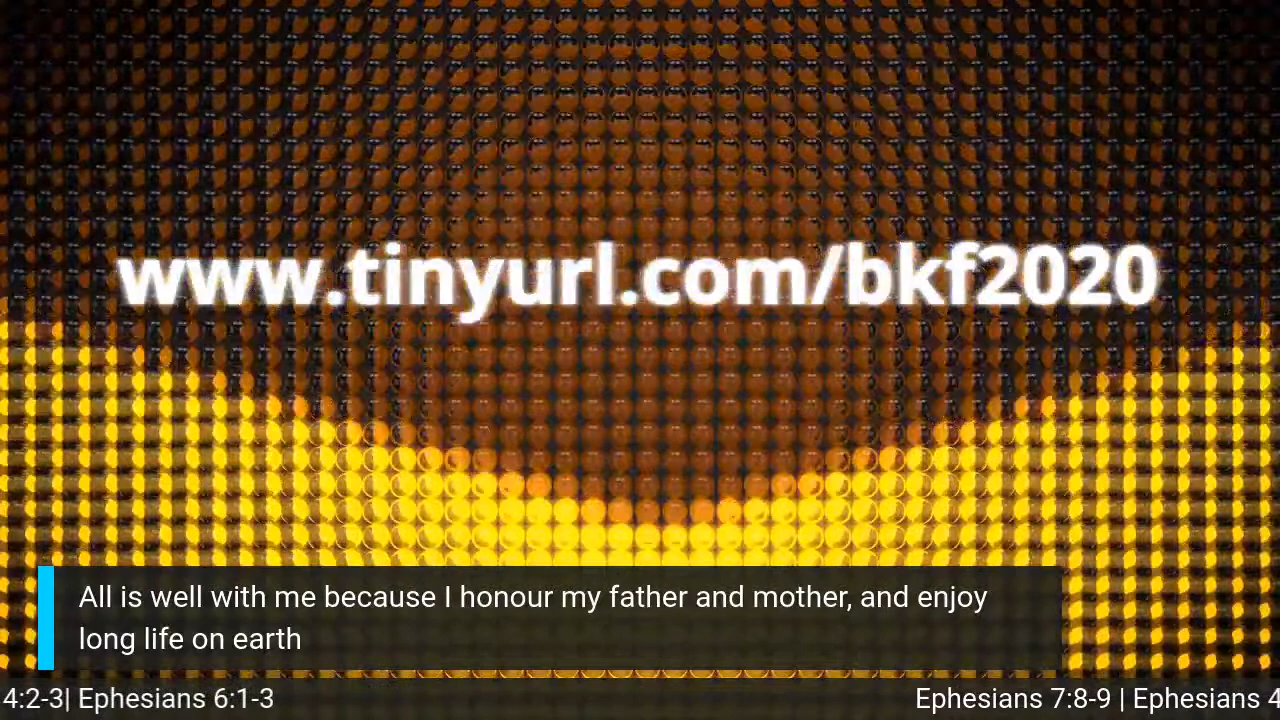 www.tinyurl.com/bkf2020
All is well with me because I honour my father and mother, and enjoy
long life on earth
4:2-3| Ephesians 6:1-3 Ephesians 7:8-9 | Ephesians 4